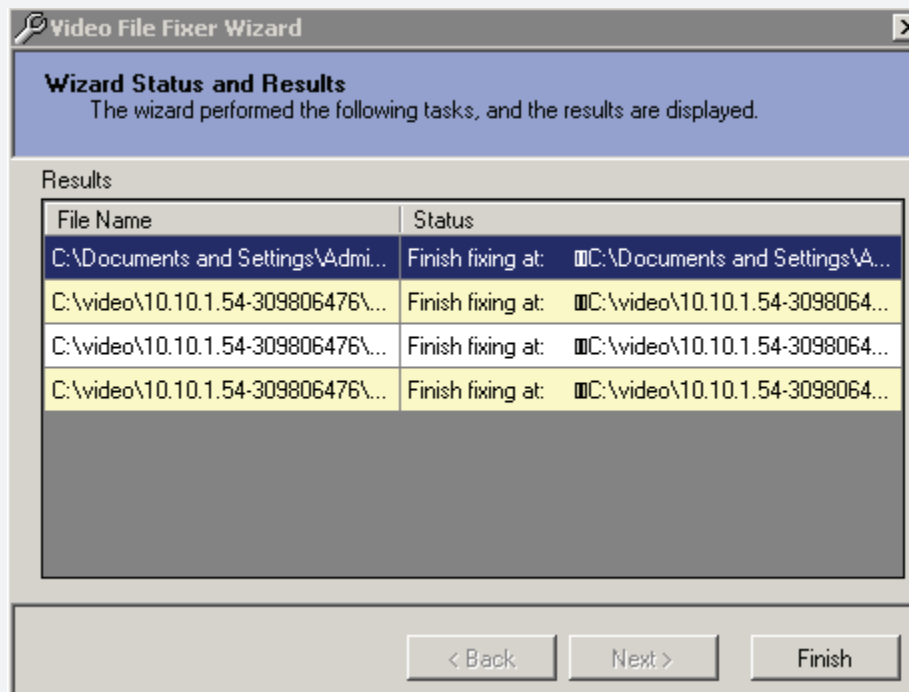 Video File Fixer Wizard
Wizard Status and Results
The wizard performed the following tasks, and the results are displayed.
Results
File Name Status
C:\Documents and Settings\Admi... Finish fixing at: C:\Documents and Settings\A...
C:\video\10.10.1.54-309806476\... Finish fixing at: C:\video\10.10.1.54-3098064...
C:\video\10.10.1.54-309806476\... Finish fixing at: C:\video\10.10.1.54-3098064...
C:\video\10.10.1.54-309806476\... Finish fixing at: C:\video\10.10.1.54-3098064...
< Back Next > Finish